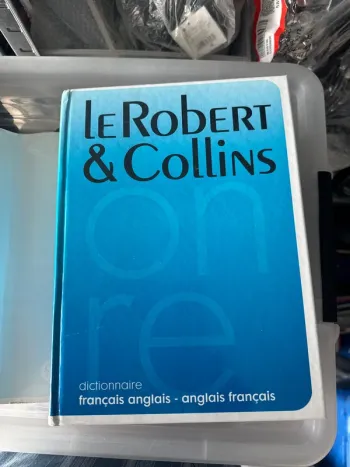 le Robert
& Collins
on
re
dictionnaire
français anglais - anglais français